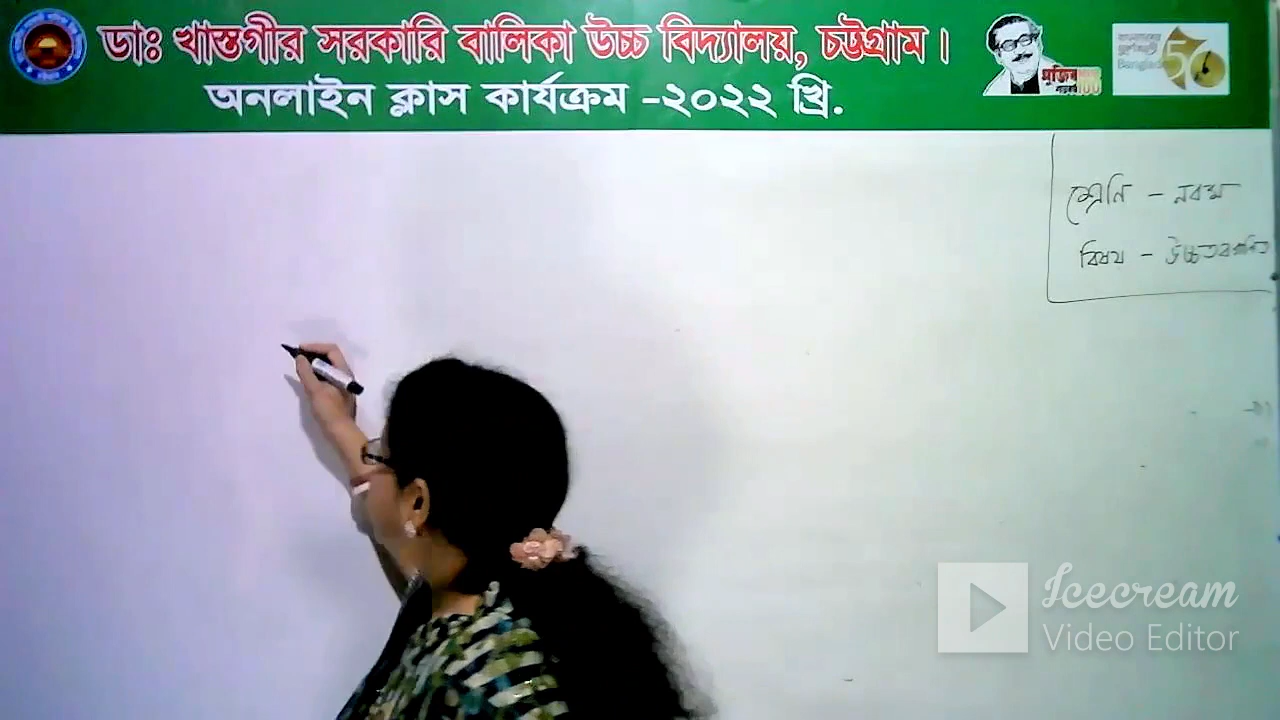 ডাঃ খাস্তগীর সরকারি বালিকা উচ্চ বিদ্যালয়, চট্টগ্রাম।
অনলাইন ক্লাস কার্যক্রম -২০২২ খ্রি.
শ্রেণি - নবম
বিষয় - উচ্চতর গণিত
Icecream
Video Editor